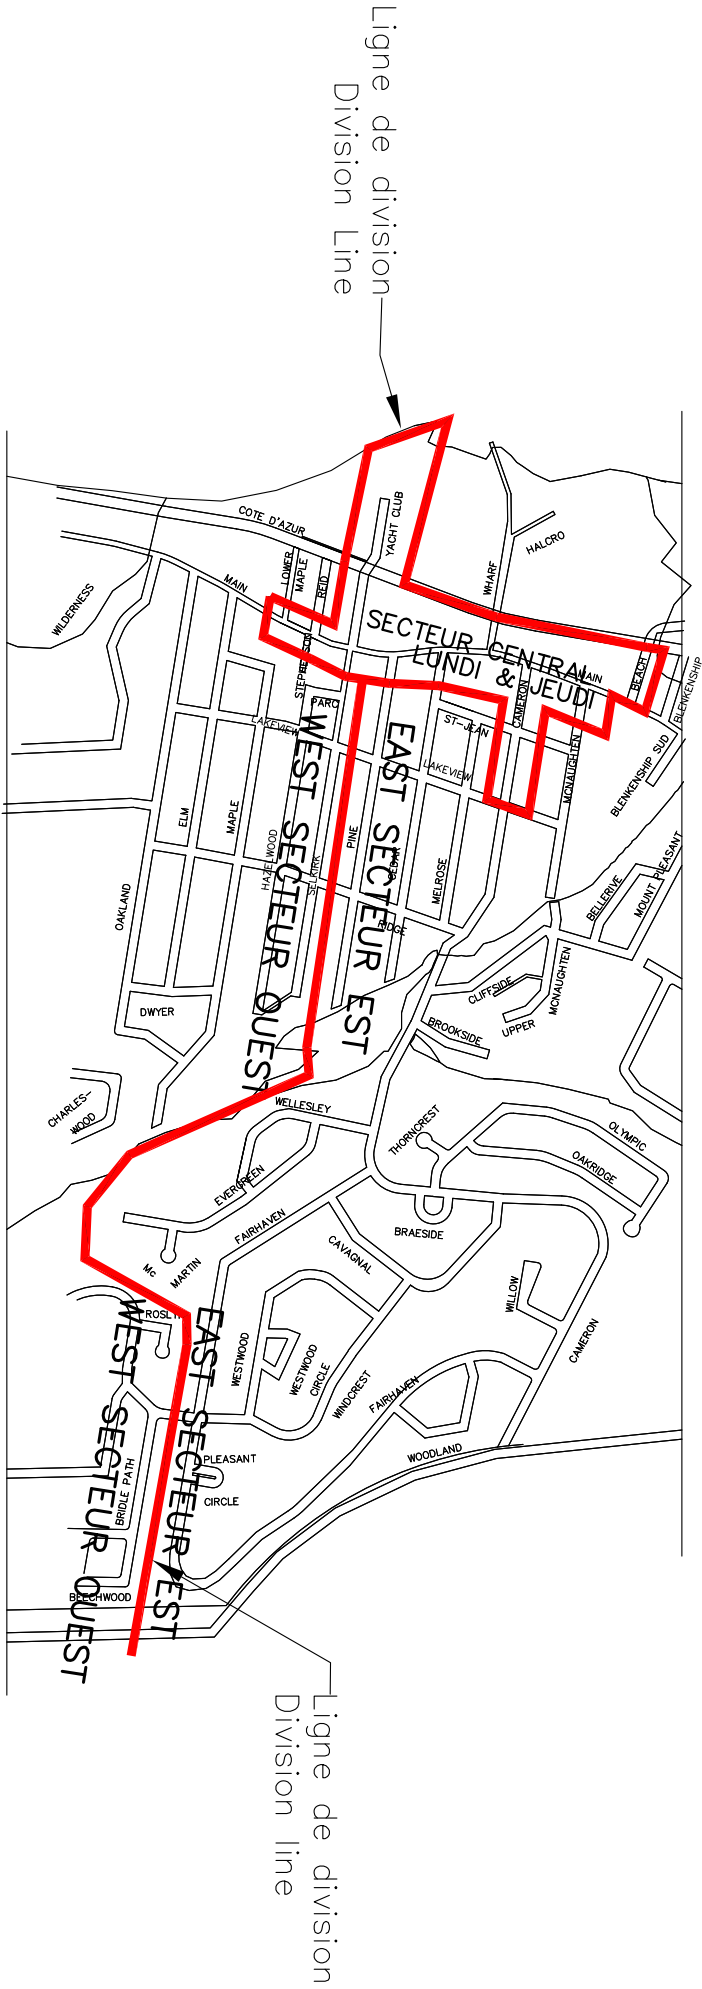 Ligne de division
Division Line
COTE D'AZUR
YACHT CLUB
HALCRO
WHARF
LOWER
MAPLE
REID
MAIN
WILDERNESS
SECTEUR CENTRAL
LUNDI & JEUDI
MAIN
BEACH
BLENKENSHIP
BLENKENSHIP SUD
PARC
LAKEVIEW
ST-JEAN
CAMERON
MCNAUGHTEN
LAKEVIEW
WEST SECTEUR OUEST
EAST SECTEUR EST
ELM
MAPLE
HAZELWOOD
SELKIRK
PINE
CEDAR
MELROSE
RIDGE
OAKLAND
DWYER
BELLERIVE
MOUNT PLEASANT
MCNAUGHTEN
CLIFFSIDE
UPPER
BROOKSIDE
CHARLES-
WOOD
WELLESLEY
THORNCREST
OLYMPIC
OAKRIDGE
EVERGREEN
FAIRHAVEN
BRAESIDE
CAVAGNAL
Mc
MARTIN
WILLOW
CAMERON
WESTWOOD
WESTWOOD
CIRCLE
WINDCREST
FAIRHAVEN
WOODLAND
WEST SECTEUR OUEST
EAST SECTEUR EST
PLEASANT
CIRCLE
BRIDLE PATH
BEECHWOOD
Ligne de division
Division line